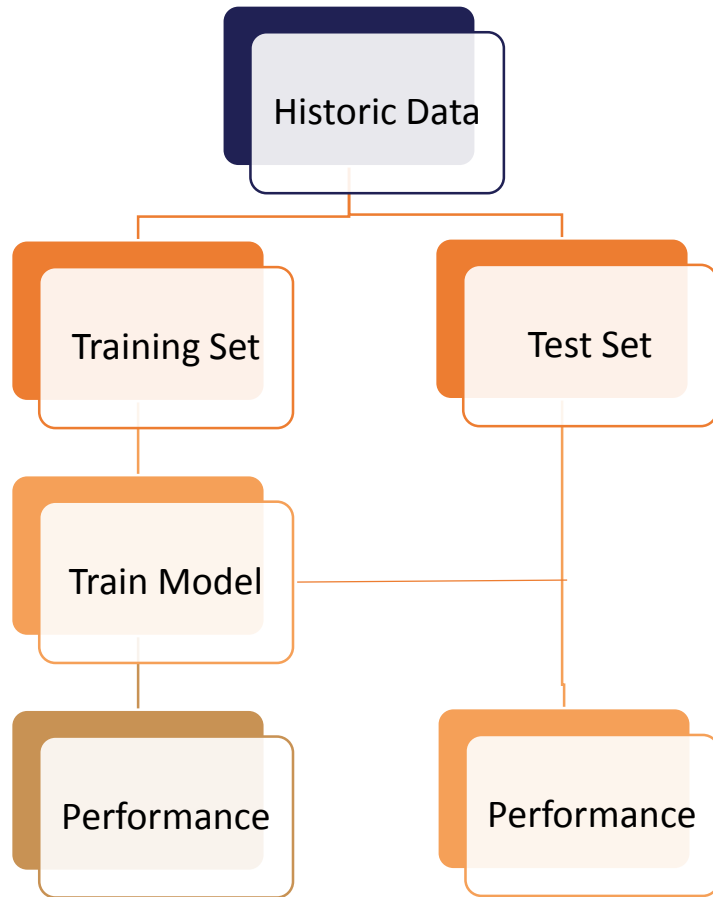 Historic Data
Training Set
Test Set
Train Model
Performance
Performance